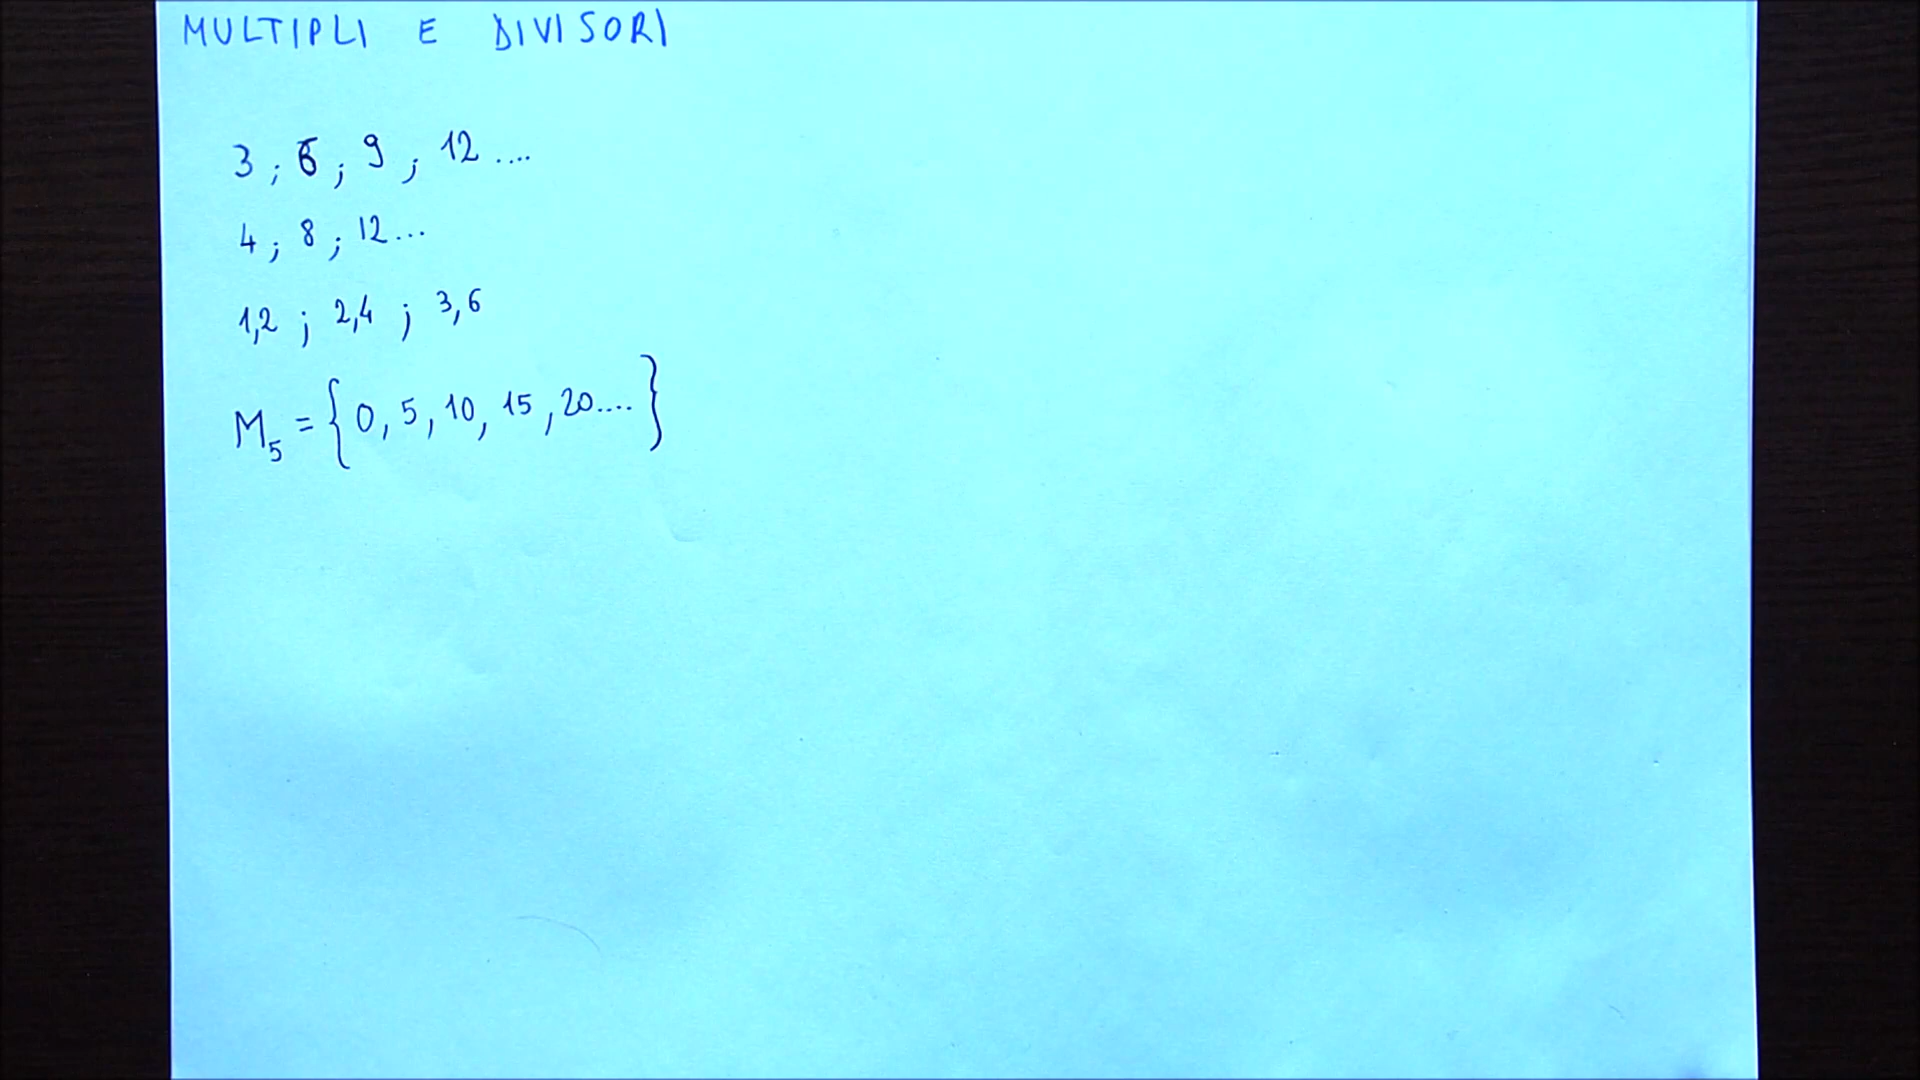 MULTIPLI E DIVISORI
3 ; 6 ; 9 ; 12 ....
4 ; 8 ; 12...
1,2 ; 2,4 ; 3,6
M₅ = {0, 5, 10, 15, 20....}